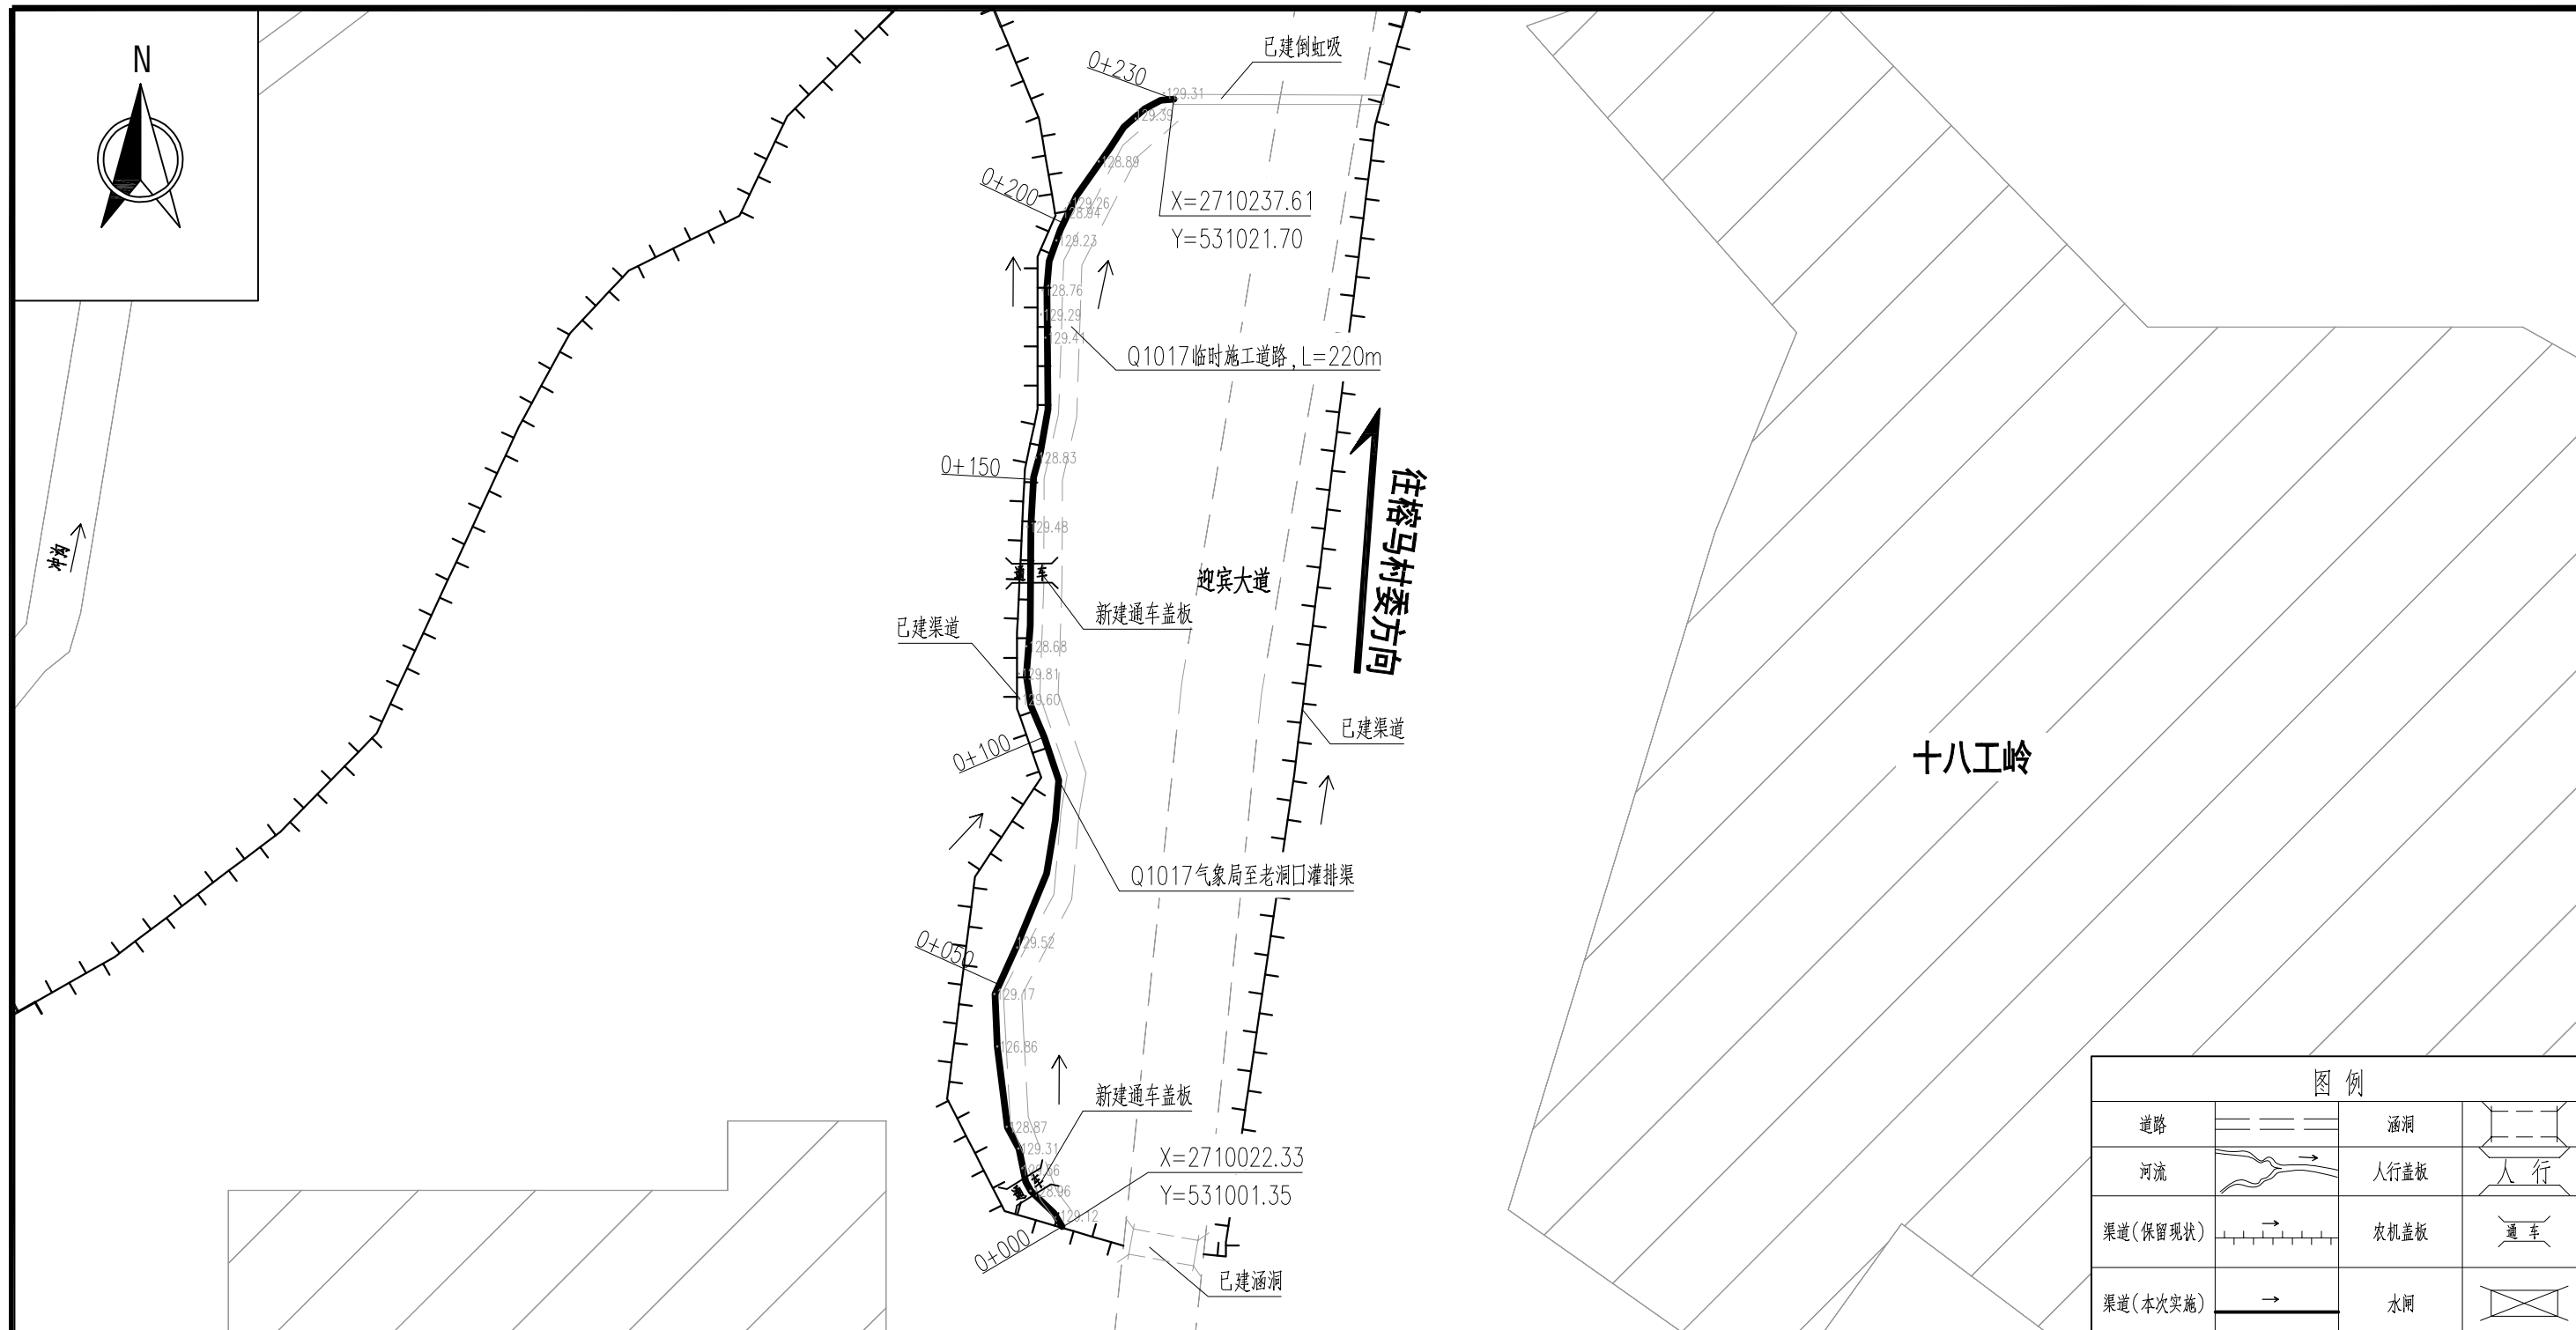 N
已建倒虹吸
0+230
129.31
129.39
128.89
0+200
129.26
128.94
X=2710237.61
Y=531021.70
129.23
128.76
129.29
129.41
Q1017临时施工道路,L=220m
0+150
128.83
往榕马村委方向
129.48
冲沟
通 车
迎宾大道
新建通车盖板
已建渠道
128.68
129.81
129.60
已建渠道
0+100
十八工岭
Q1017气象局至老洞口灌排渠
0+050
129.52
129.17
126.86
新建通车盖板
128.87
129.31
X=2710022.33
Y=531001.35
通 车
129.12
0+000
已建涵洞
图 例
道路
涵洞
河流
人行盖板
人 行
渠道(保留现状)
农机盖板
通 车
渠道(本次实施)
水闸